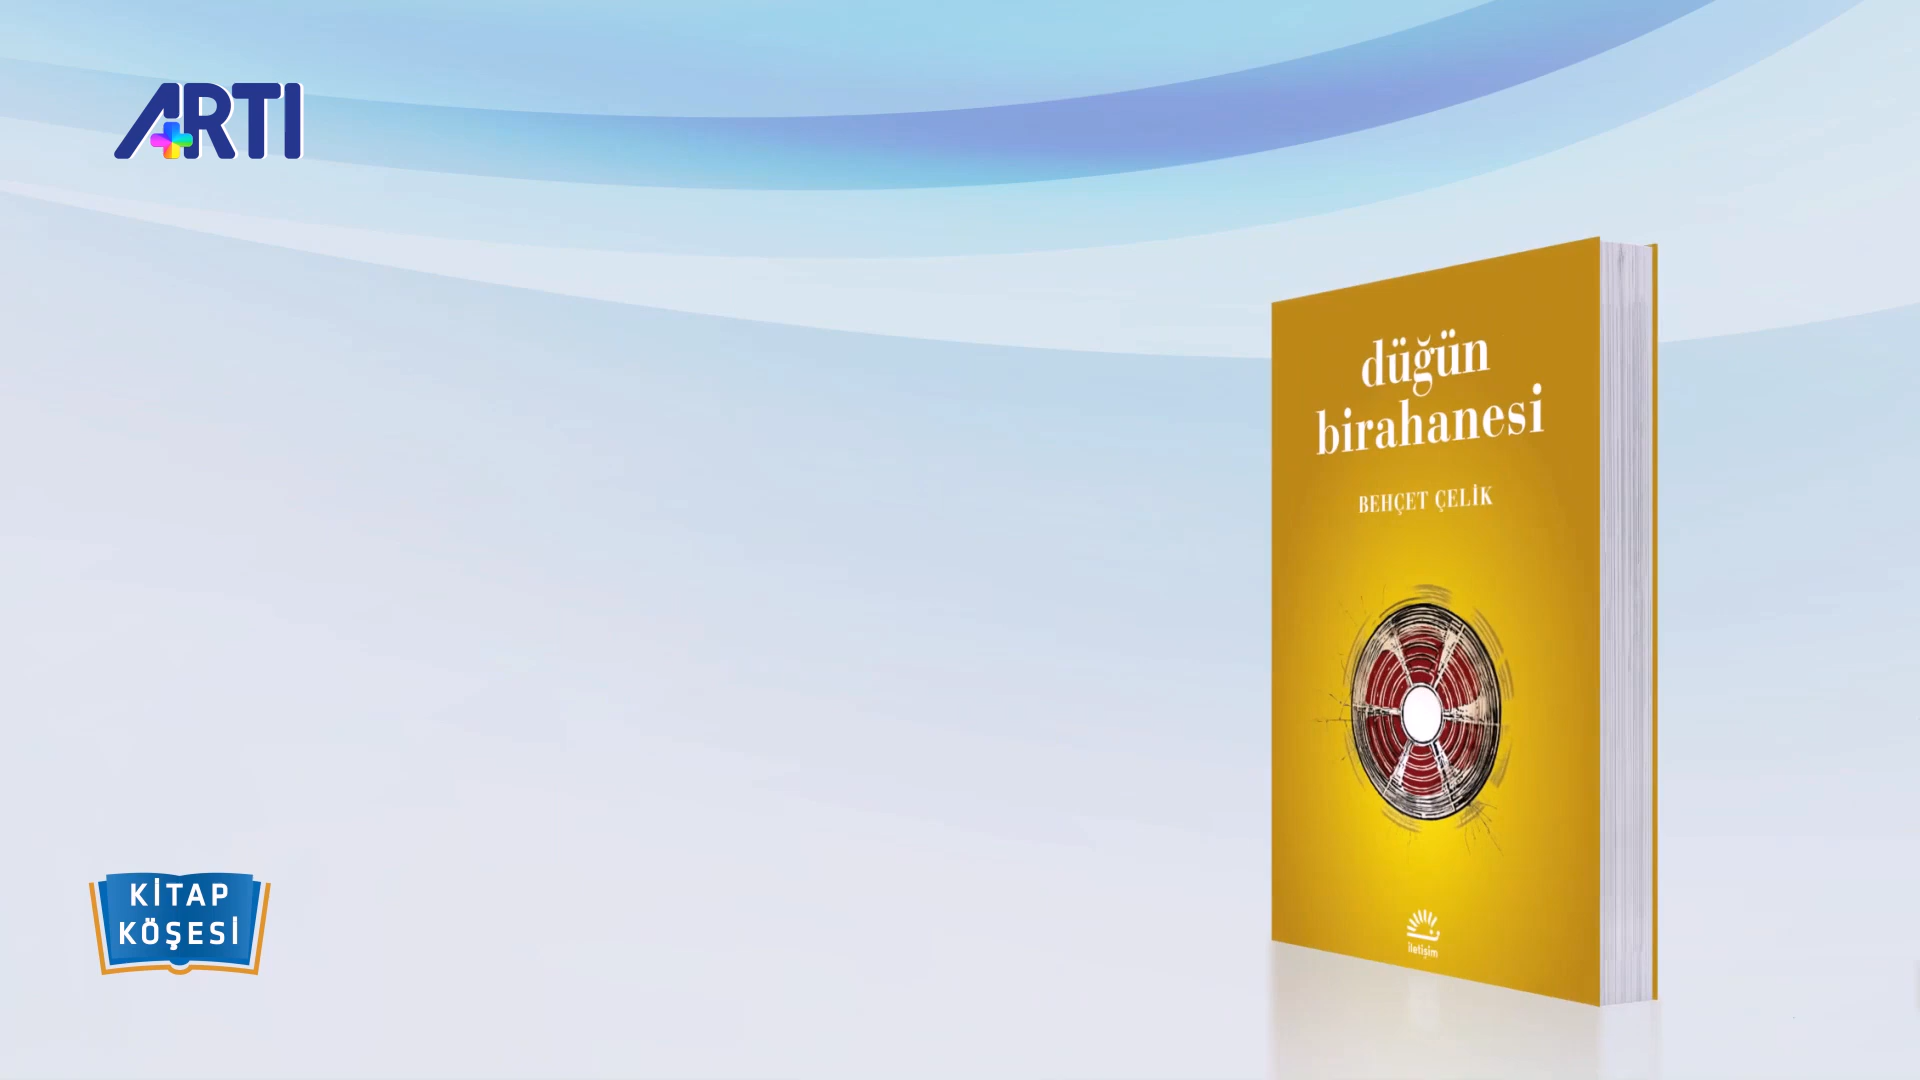 ARTI
düğün
birahanesi
BEHÇET ÇELİK
iletişim
KİTAP
KÖŞESİ